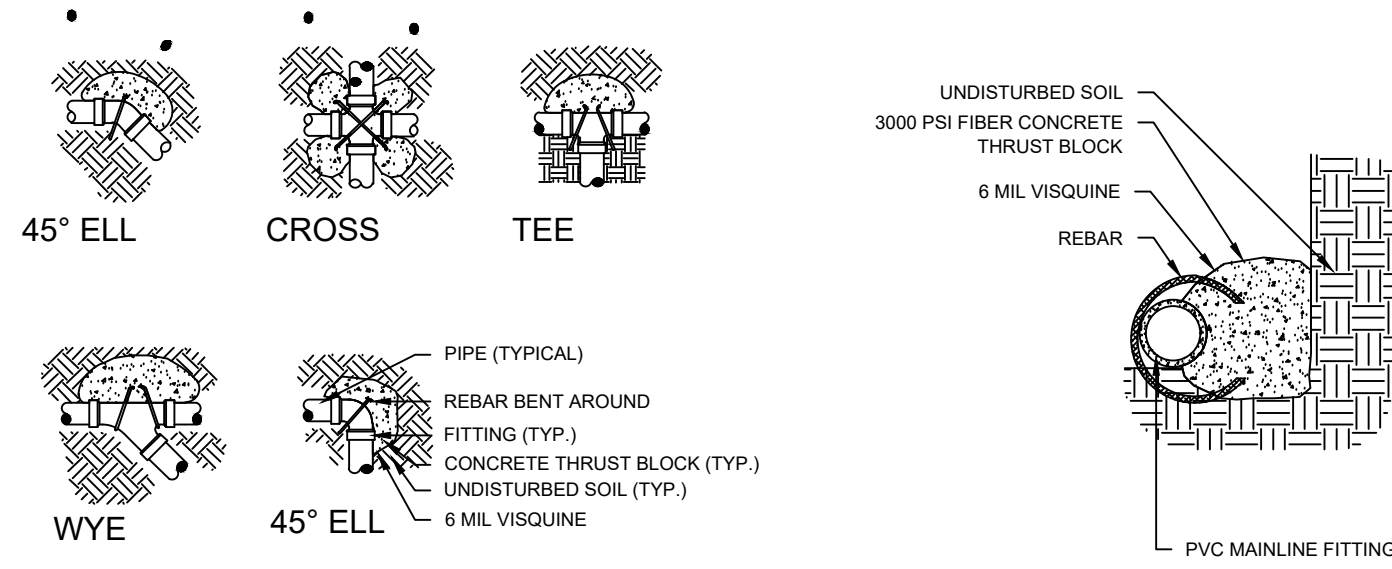 45° ELL
CROSS
TEE
UNDISTURBED SOIL
3000 PSI FIBER CONCRETE
THRUST BLOCK
6 MIL VISQUINE
REBAR
WYE
45° ELL
PIPE (TYPICAL)
REBAR BENT AROUND
FITTING (TYP.)
CONCRETE THRUST BLOCK (TYP.)
UNDISTURBED SOIL (TYP.)
6 MIL VISQUINE
PVC MAINLINE FITTING